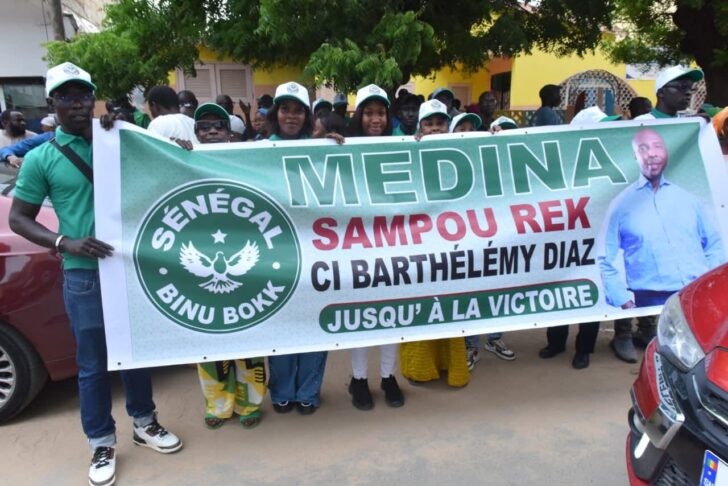 SÉNÉGAL
BINU BOKK
MEDINA
SAMPOU REK
CI BARTHÉLÉMY DIAZ
JUSQU' À LA VICTOIRE